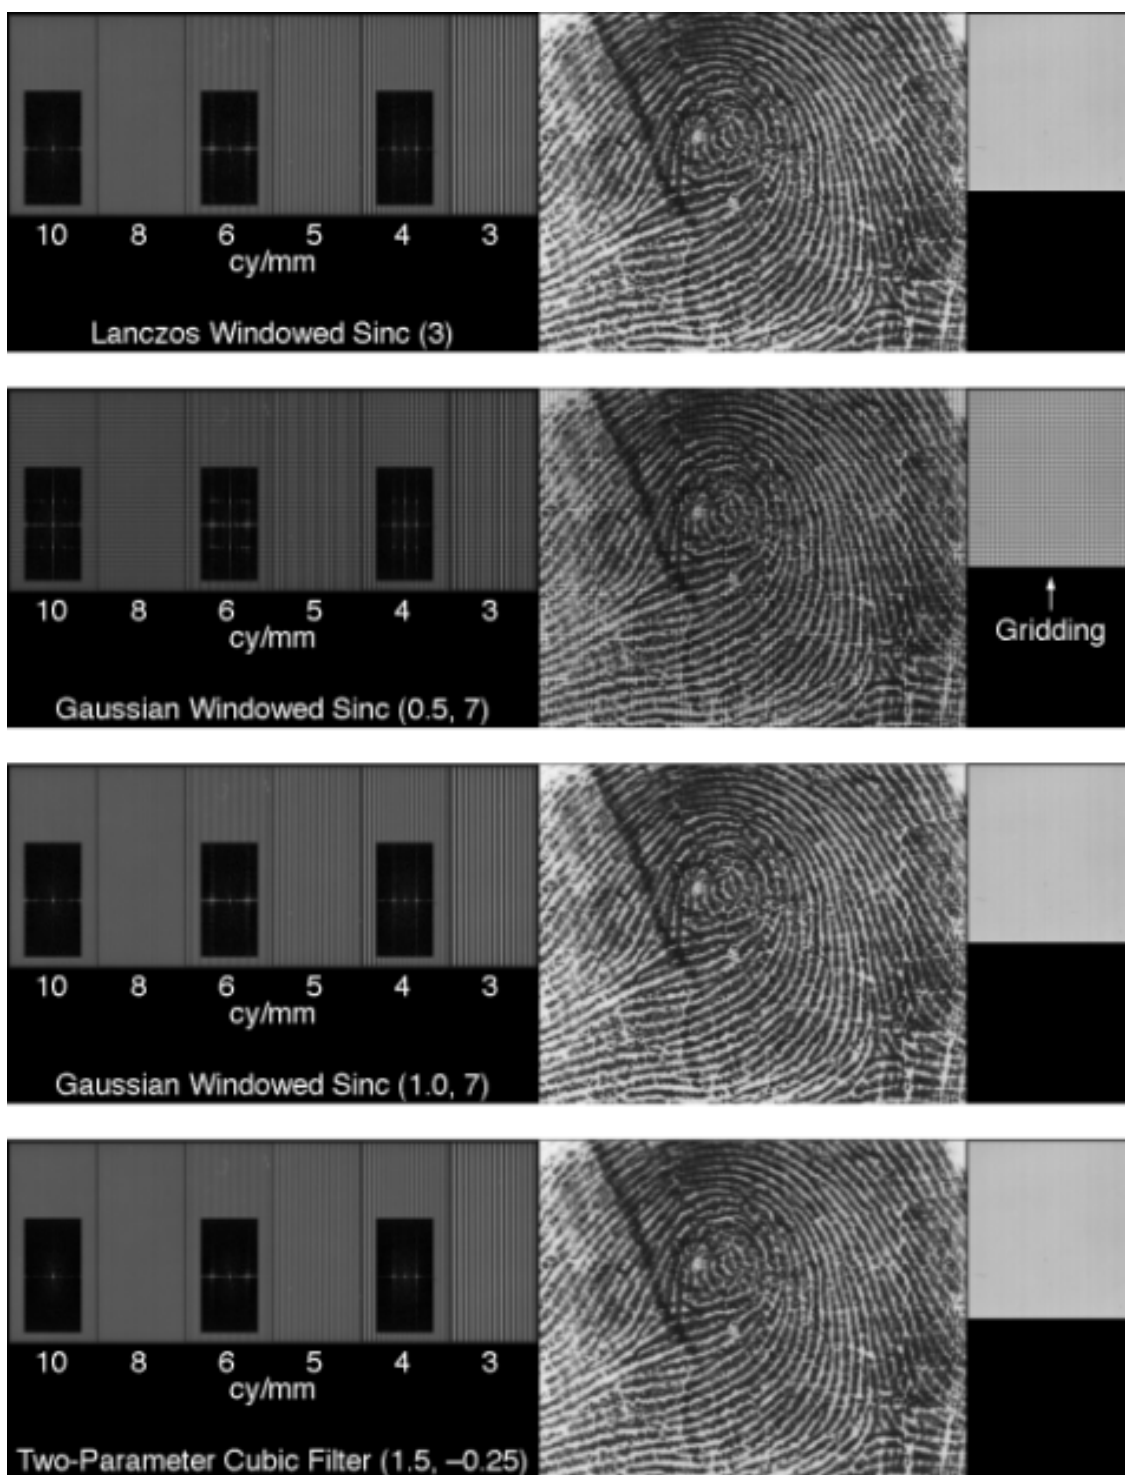 10 8 6 5 4 3
cy/mm
Lanczos Windowed Sinc (3)
10 8 6 5 4 3
cy/mm
Gridding
Gaussian Windowed Sinc (0.5, 7)
10 8 6 5 4 3
cy/mm
Gaussian Windowed Sinc (1.0, 7)
10 8 6 5 4 3
cy/mm
Two-Parameter Cubic Filter (1.5, –0.25)